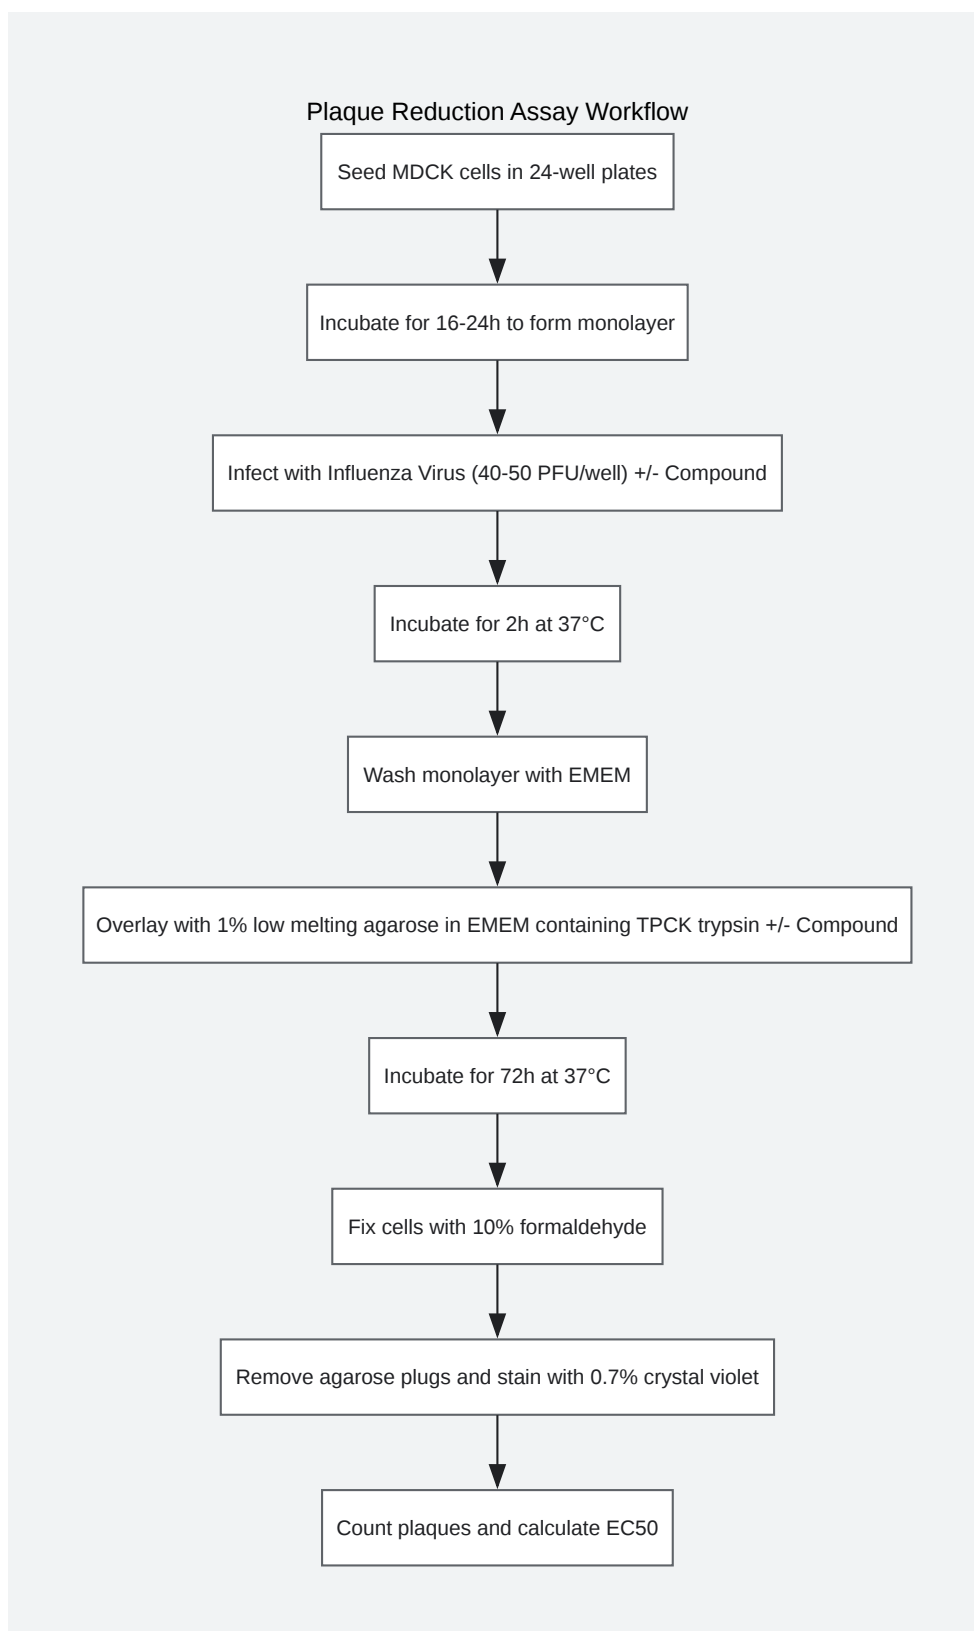 Plaque Reduction Assay Workflow
Seed MDCK cells in 24-well plates
Incubate for 16-24h to form monolayer
Infect with Influenza Virus (40-50 PFU/well) +/- Compound
Incubate for 2h at 37°C
Wash monolayer with EMEM
Overlay with 1% low melting agarose in EMEM containing TPCK trypsin +/- Compound
Incubate for 72h at 37°C
Fix cells with 10% formaldehyde
Remove agarose plugs and stain with 0.7% crystal violet
Count plaques and calculate EC50